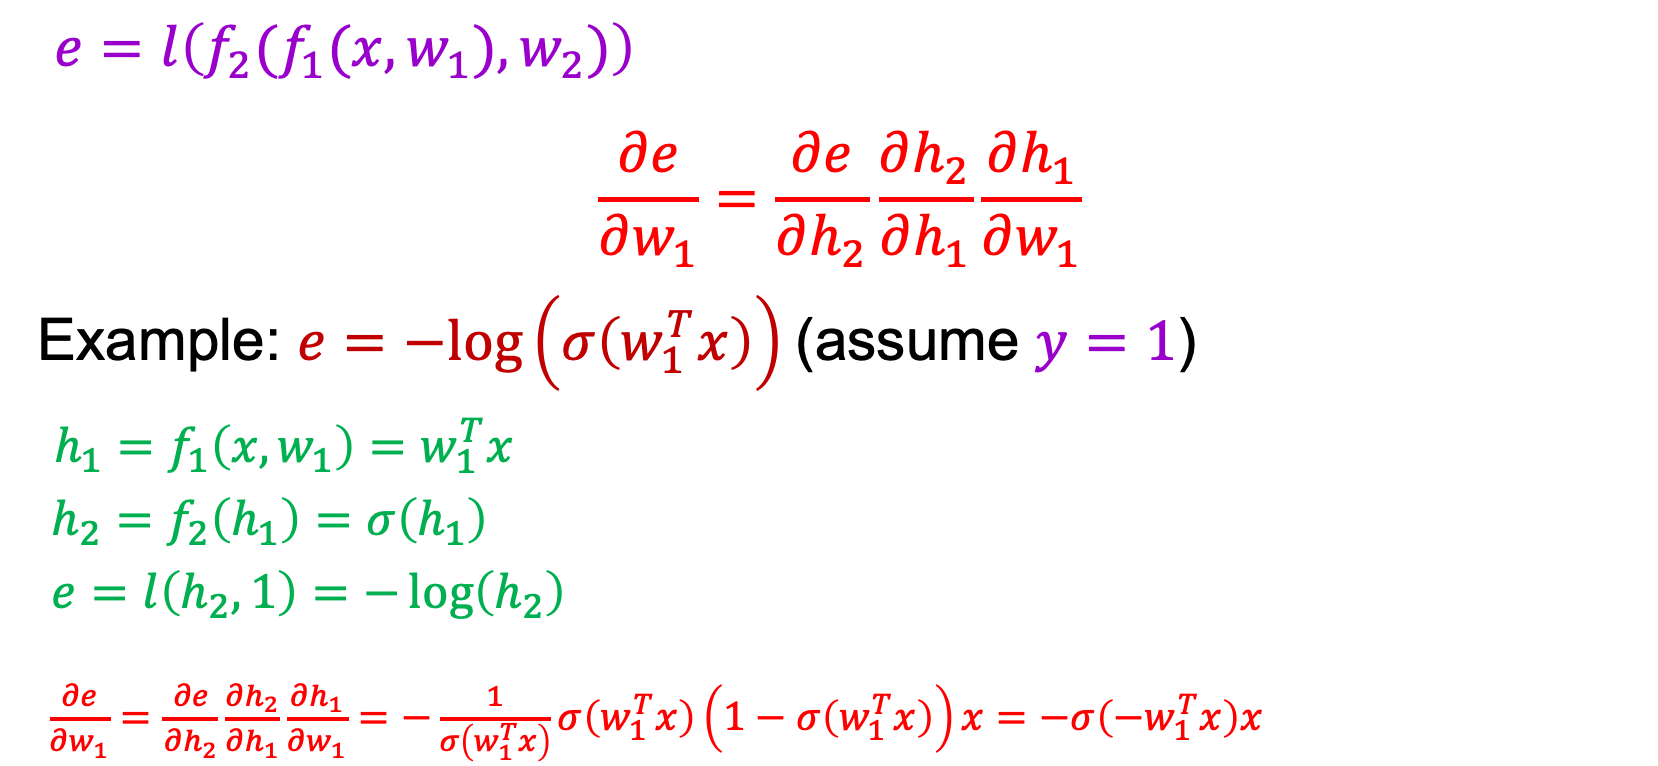 e = l(f₂(f₁(x, w₁), w₂))
∂e/∂w₁ = ∂e/∂h₂ ∂h₂/∂h₁ ∂h₁/∂w₁
Example: e = −log(σ(w₁ᵀx)) (assume y = 1)
h₁ = f₁(x, w₁) = w₁ᵀx
h₂ = f₂(h₁) = σ(h₁)
e = l(h₂, 1) = − log(h₂)
∂e/∂w₁ = ∂e/∂h₂ ∂h₂/∂h₁ ∂h₁/∂w₁ = − 1/σ(w₁ᵀx) σ(w₁ᵀx)(1 − σ(w₁ᵀx))x = −σ(−w₁ᵀx)x